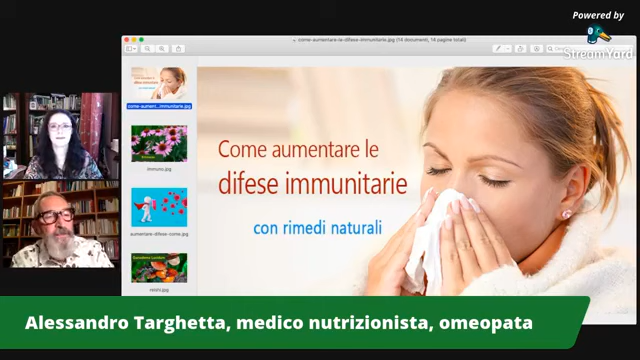 Powered by
StreamYard
come-aumentare-le-difese-immunitarie.jpg (14 documenti, 14 pagine totali)
come-aument...immunitarie.jpg
immuno.jpg
aumentare-difese-come.jpg
reishi.jpg
Come aumentare le
difese immunitarie
con rimedi naturali
Alessandro Targhetta, medico nutrizionista, omeopata